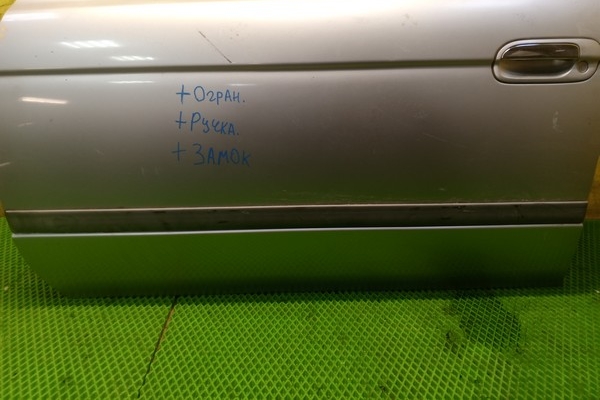 + Огран.
+ Ручка.
+ Замок